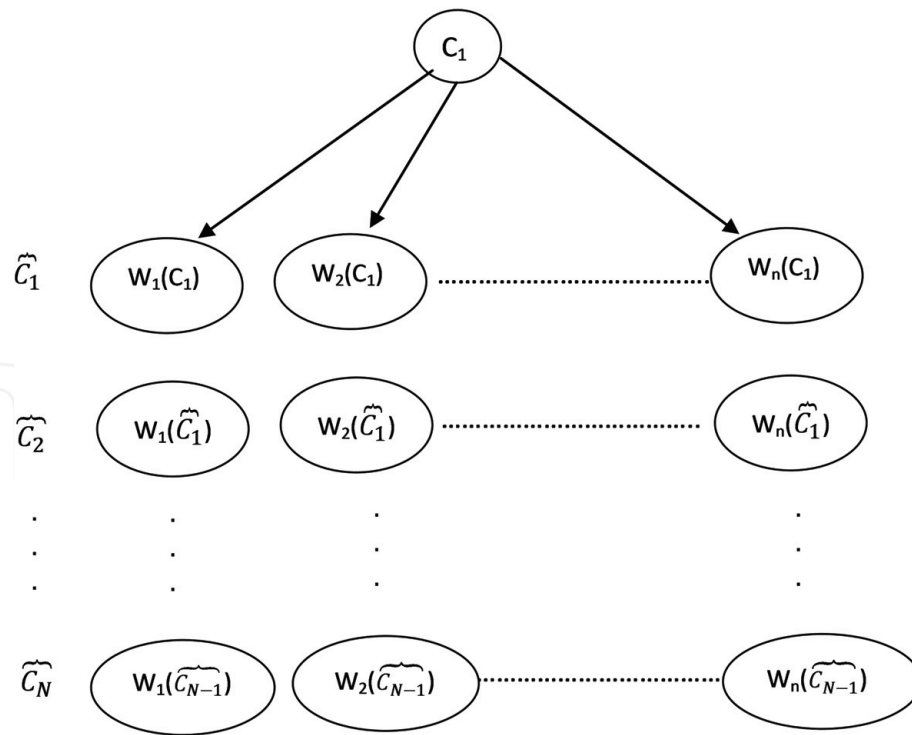 C₁
C͠₁ W₁(C₁) W₂(C₁) ............................................. Wₙ(C₁)
C͠₂ W₁(C͠₁) W₂(C͠₁) ............................................. Wₙ(C͠₁)
. . . .
. . . .
. . . .
C͠_N W₁(C͠_{N−1}) W₂(C͠_{N−1}) ............................................. Wₙ(C͠_{N−1})